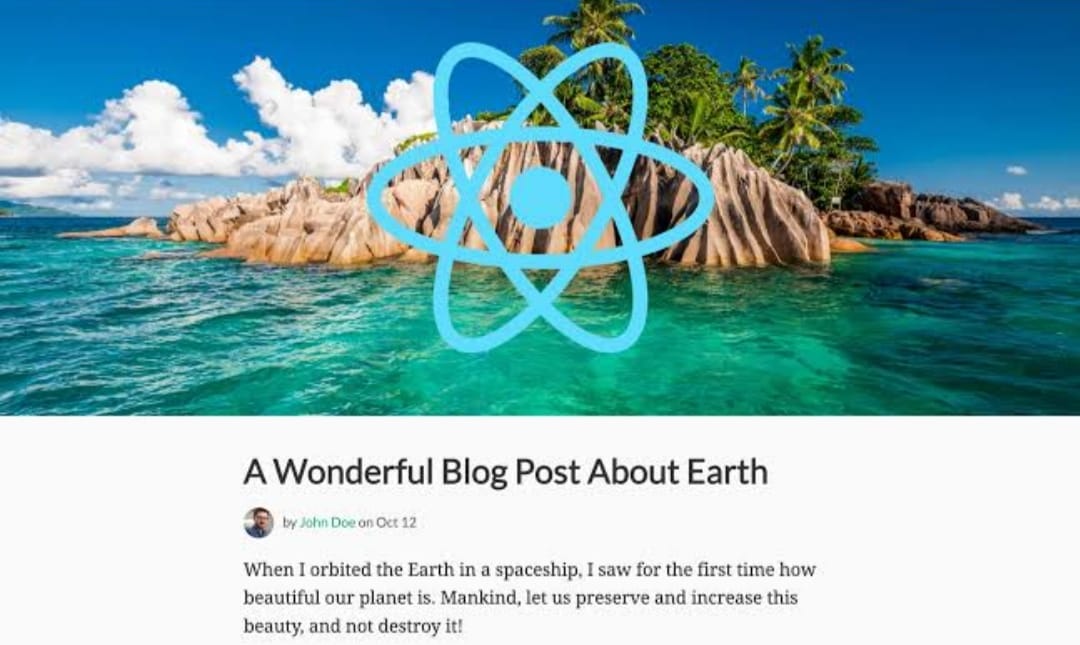 A Wonderful Blog Post About Earth
by John Doe on Oct 12
When I orbited the Earth in a spaceship, I saw for the first time how
beautiful our planet is. Mankind, let us preserve and increase this
beauty, and not destroy it!